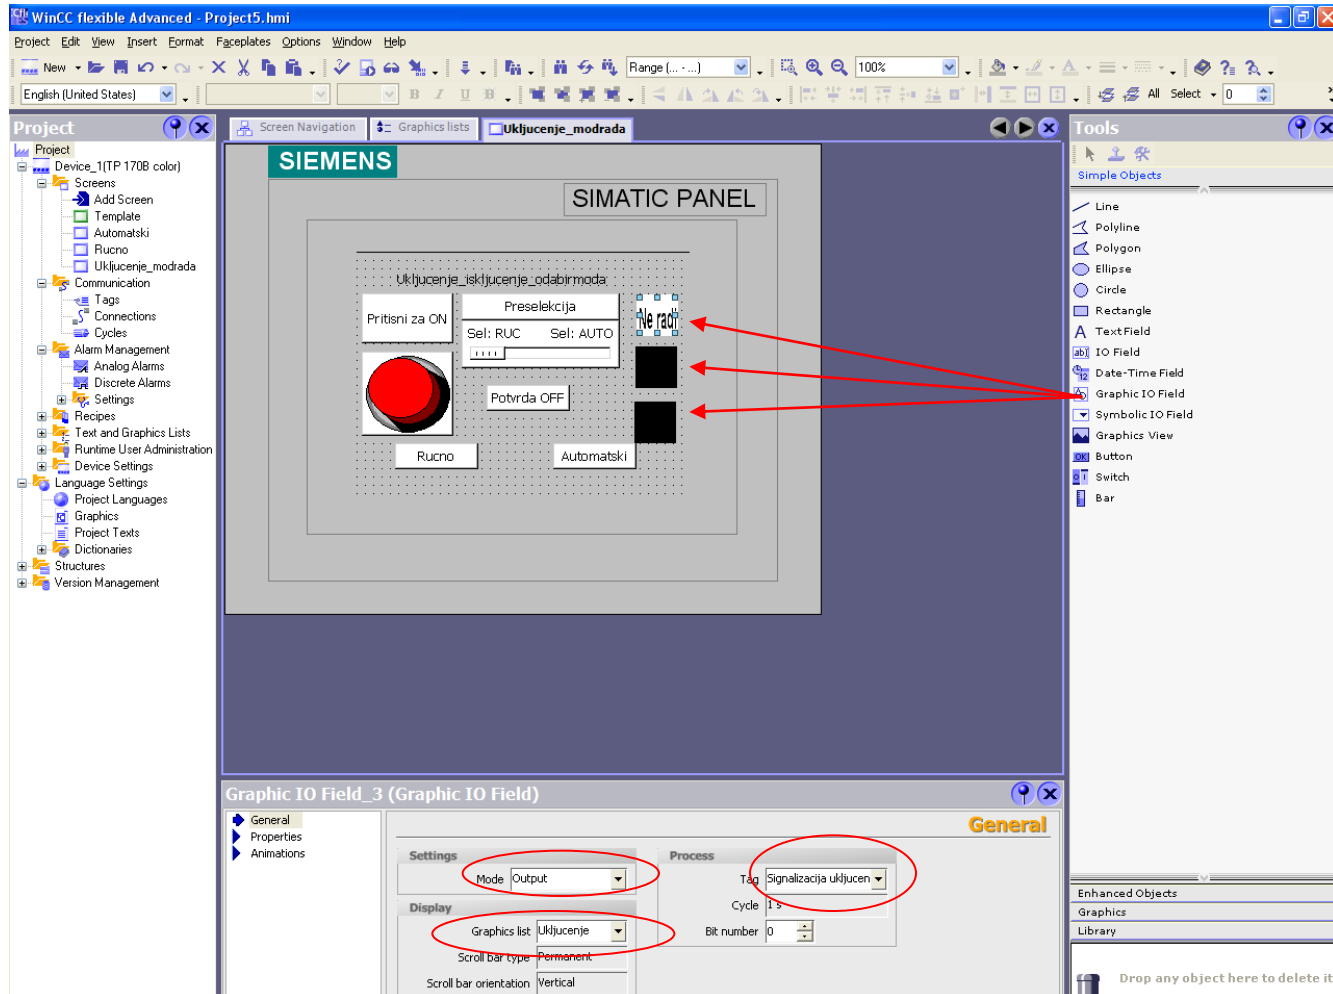 WinCC flexible Advanced - Project5.hmi
Project Edit View Insert Format Faceplates Options Window Help
New Range (... - ...) 100%
English (United States) B I U B All Select 0
Project
Screen Navigation Graphics lists Ukljucenje_modrada
Tools
Project
Device_1(TP 170B color)
Screens
Add Screen
Template
Automatski
Rucno
Ukljucenje_modrada
Communication
Tags
Connections
Cycles
Alarm Management
Analog Alarms
Discrete Alarms
Settings
Recipes
Text and Graphics Lists
Runtime User Administration
Device Settings
Language Settings
Project Languages
Graphics
Project Texts
Dictionaries
Structures
Version Management
SIEMENS
SIMATIC PANEL
Ukljucenje_iskljucenje_odabirmoda
Pritisni za ON
Preselekcija
Sel: RUC Sel: AUTO
Ne radi
Potvrda OFF
Rucno Automatski
Simple Objects
Line
Polyline
Polygon
Ellipse
Circle
Rectangle
A TextField
IO Field
Date-Time Field
Graphic IO Field
Symbolic IO Field
Graphics View
OK Button
Switch
Bar
Graphic IO Field_3 (Graphic IO Field)
General
Properties
Animations
General
Settings
Mode Output
Display
Graphics list Ukljucenje
Scroll bar type Permanent
Scroll bar orientation Vertical
Process
Tag Signalizacija ukljucen
Cycle 1 s
Bit number 0
Enhanced Objects
Graphics
Library
Drop any object here to delete it